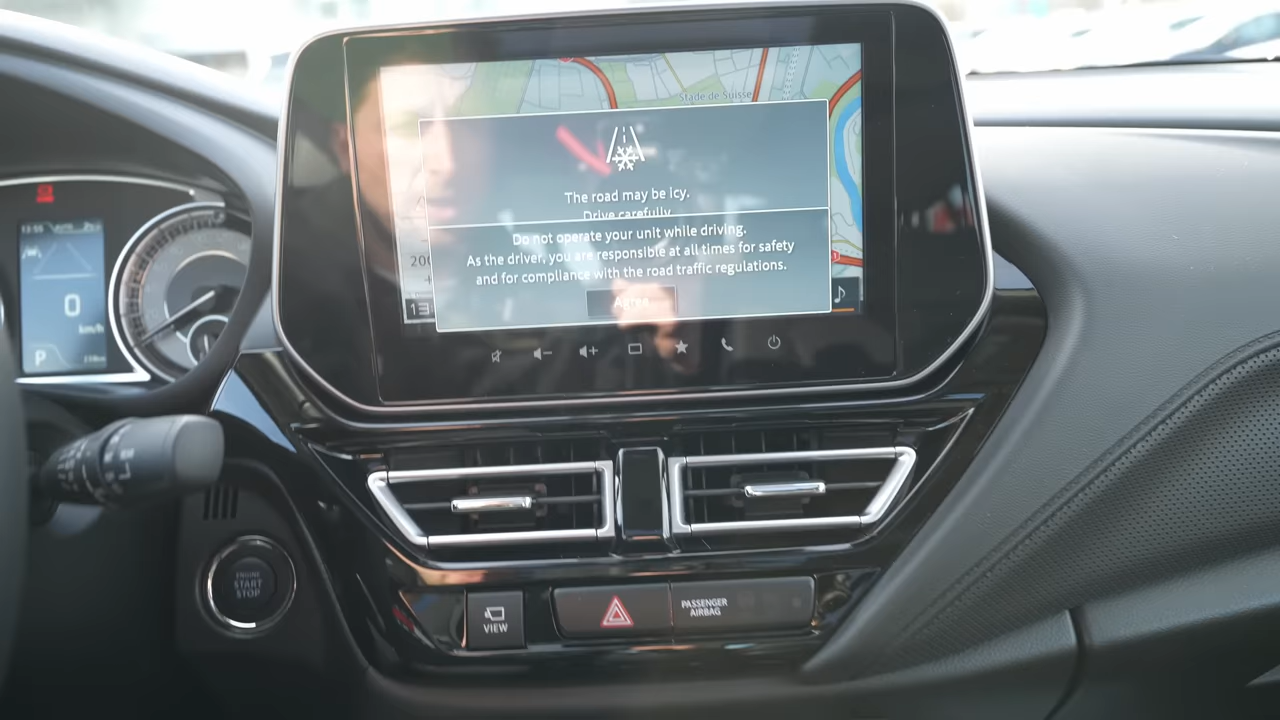 Stade de Suisse
The road may be icy.
Drive carefully
Do not operate your unit while driving.
As the driver, you are responsible at all times for safety
and for compliance with the road traffic regulations.
Agree
0
km/h
P
ENGINE
START
STOP
VIEW
PASSENGER
AIRBAG